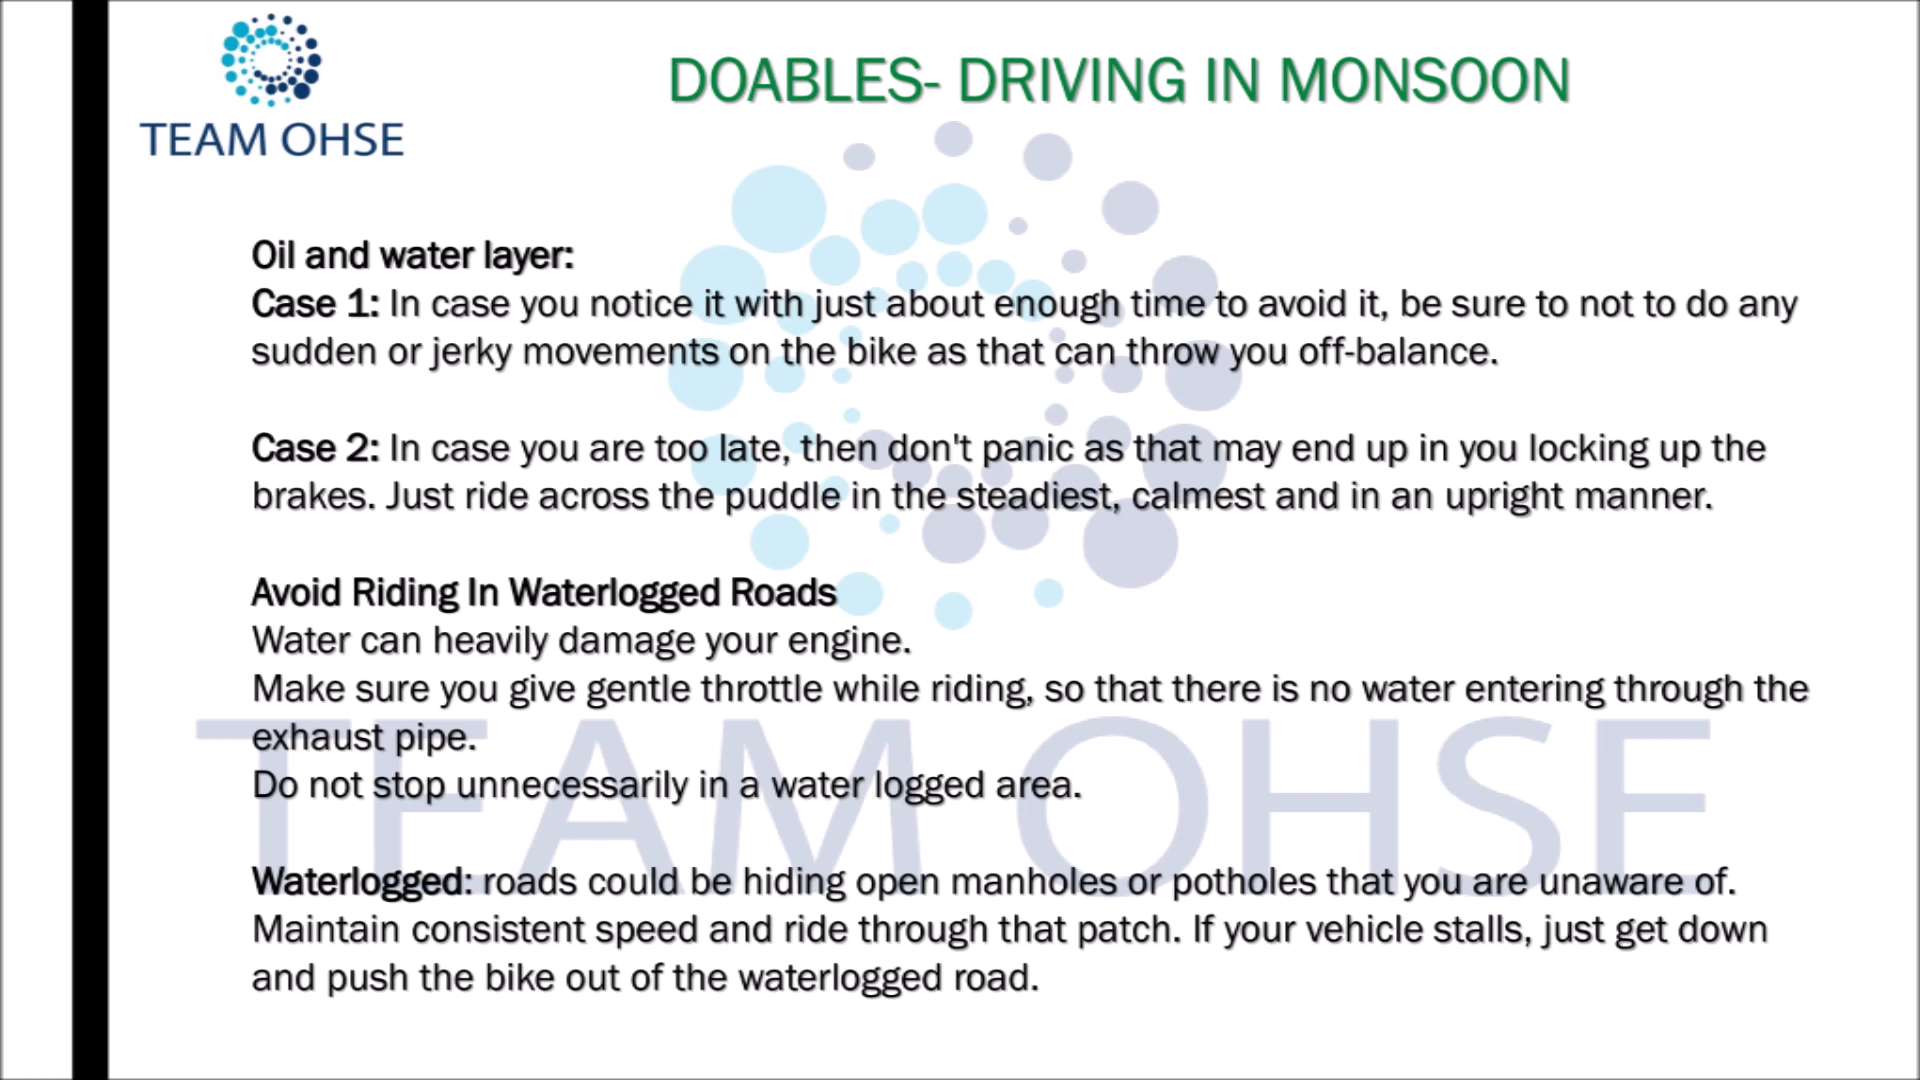 TEAM OHSE
DOABLES- DRIVING IN MONSOON
Oil and water layer:
Case 1: In case you notice it with just about enough time to avoid it, be sure to not to do any
sudden or jerky movements on the bike as that can throw you off-balance.
Case 2: In case you are too late, then don't panic as that may end up in you locking up the
brakes. Just ride across the puddle in the steadiest, calmest and in an upright manner.
Avoid Riding In Waterlogged Roads
Water can heavily damage your engine.
Make sure you give gentle throttle while riding, so that there is no water entering through the
exhaust pipe.
Do not stop unnecessarily in a water logged area.
TEAM OHSE
Waterlogged: roads could be hiding open manholes or potholes that you are unaware of.
Maintain consistent speed and ride through that patch. If your vehicle stalls, just get down
and push the bike out of the waterlogged road.